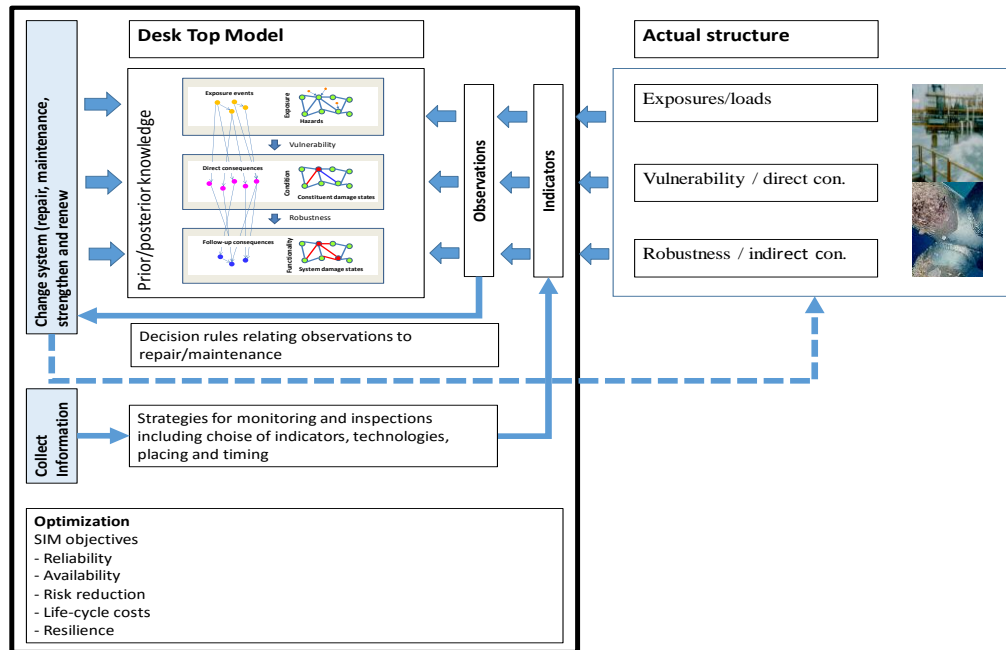 Desk Top Model
Actual structure
Change system (repair, maintenance,
strengthen and renew
Prior/posterior knowledge
Exposure events
Exposure
Hazards
Vulnerability
Direct consequences
Condition
Constituent damage states
Robustness
Follow-up consequences
Functionality
System damage states
Observations
Indicators
Exposures/loads
Vulnerability / direct con.
Robustness / indirect con.
Decision rules relating observations to
repair/maintenance
Collect
Information
Strategies for monitoring and inspections
including choise of indicators, technologies,
placing and timing
Optimization
SIM objectives
- Reliability
- Availability
- Risk reduction
- Life-cycle costs
- Resilience